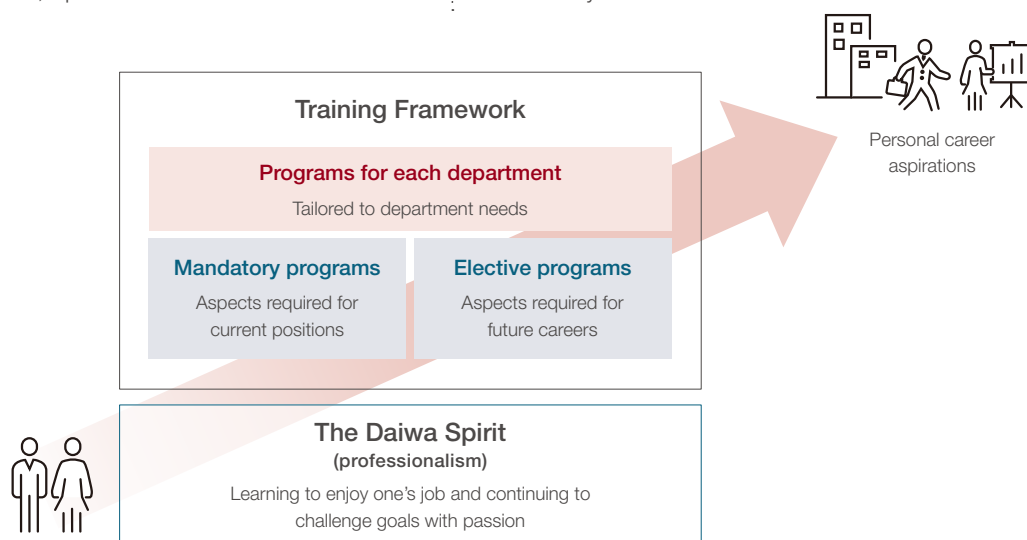 Training Framework
Programs for each department
Tailored to department needs
Mandatory programs
Aspects required for
current positions
Elective programs
Aspects required for
future careers
Personal career
aspirations
The Daiwa Spirit
(professionalism)
Learning to enjoy one's job and continuing to
challenge goals with passion